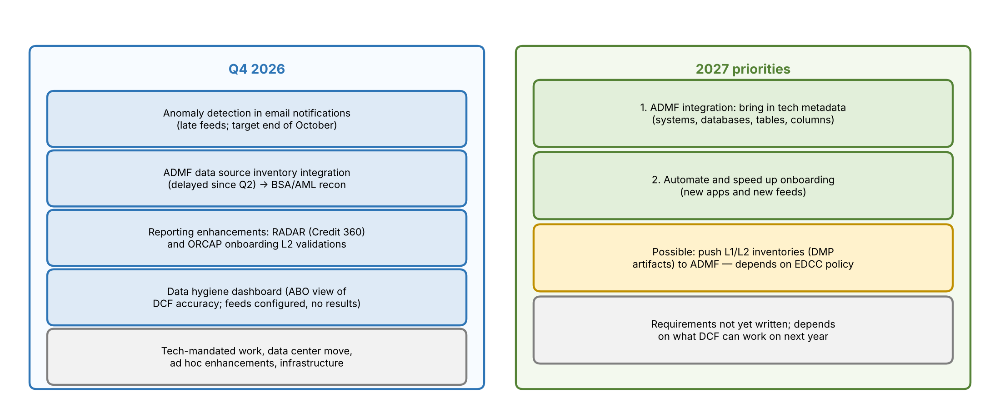 Q4 2026
Anomaly detection in email notifications
(late feeds; target end of October)
ADMF data source inventory integration
(delayed since Q2) → BSA/AML recon
Reporting enhancements: RADAR (Credit 360)
and ORCAP onboarding L2 validations
Data hygiene dashboard (ABO view of
DCF accuracy; feeds configured, no results)
Tech-mandated work, data center move,
ad hoc enhancements, infrastructure
2027 priorities
1. ADMF integration: bring in tech metadata
(systems, databases, tables, columns)
2. Automate and speed up onboarding
(new apps and new feeds)
Possible: push L1/L2 inventories (DMP
artifacts) to ADMF — depends on EDCC policy
Requirements not yet written; depends
on what DCF can work on next year